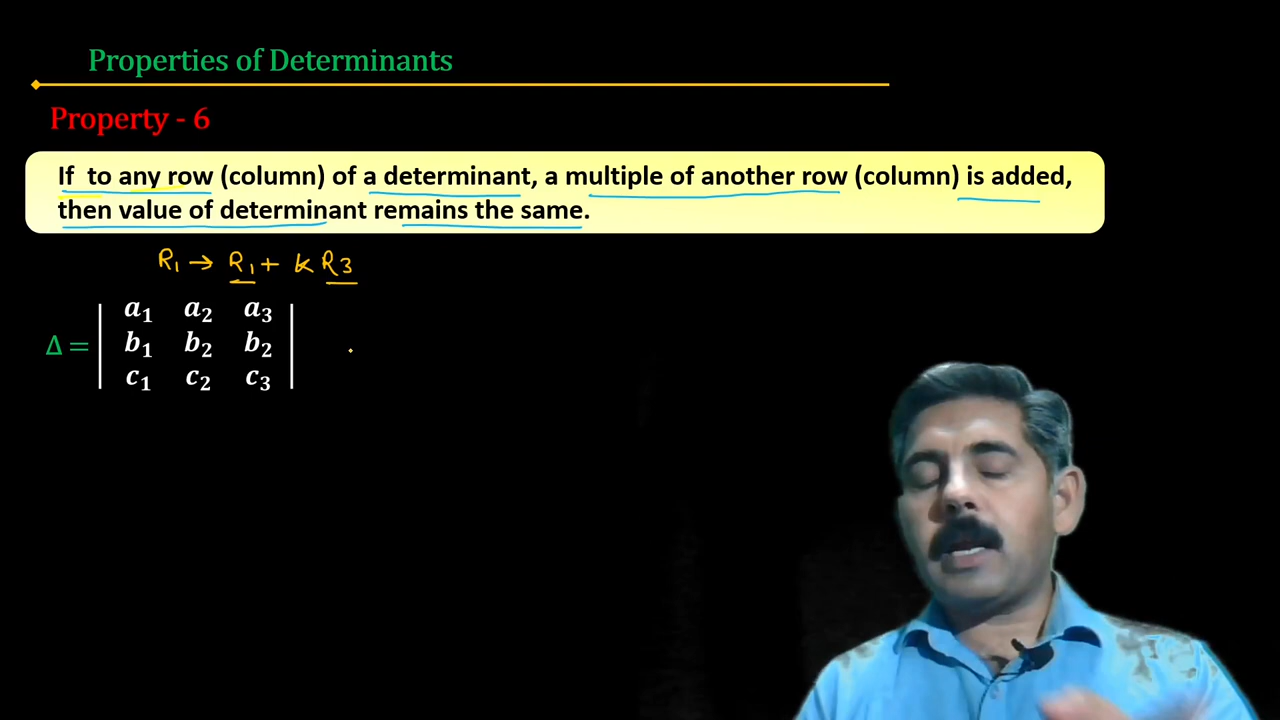 Properties of Determinants
Property - 6
If to any row (column) of a determinant, a multiple of another row (column) is added,
then value of determinant remains the same.
R₁ → R₁ + k R₃
a₁ a₂ a₃
Δ = b₁ b₂ b₂
c₁ c₂ c₃